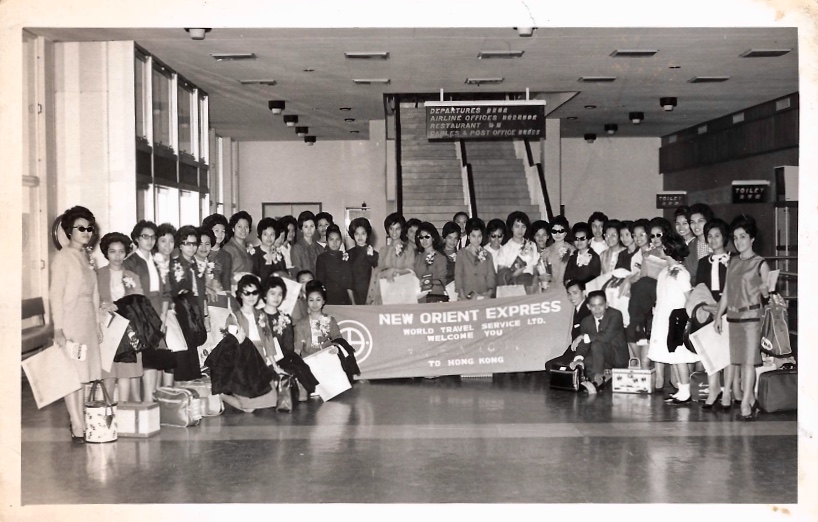 DEPARTURES
AIRLINE OFFICES
RESTAURANT
CABLES & POST OFFICE
TOILET
TOILET
NEW ORIENT EXPRESS
WORLD TRAVEL SERVICE LTD.
WELCOME YOU
TO HONG KONG